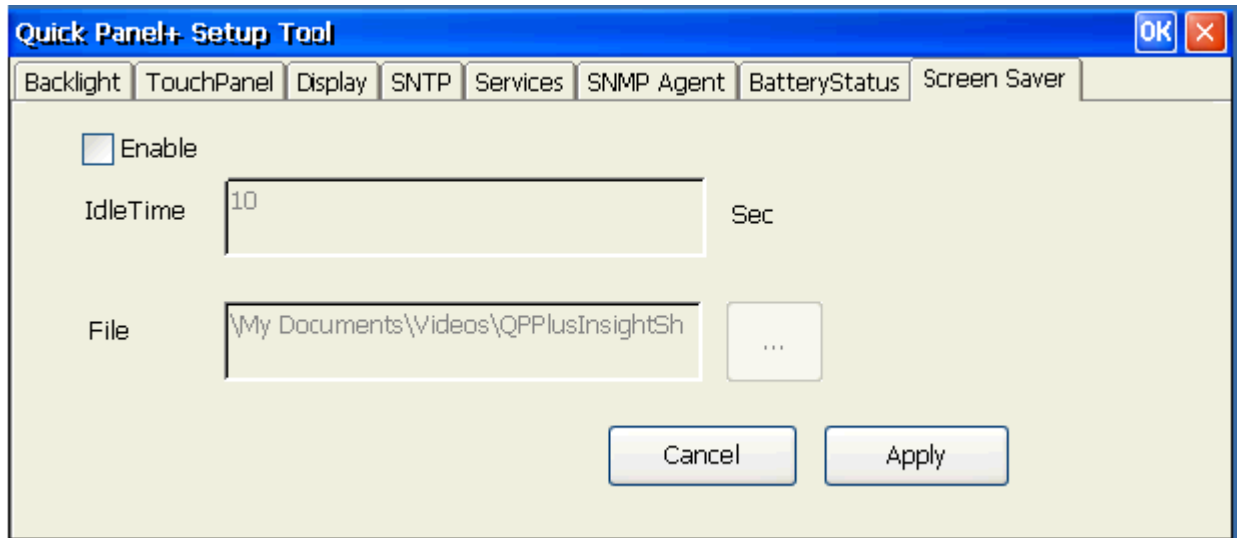 Quick Panel+ Setup Tool OK
Backlight TouchPanel Display SNTP Services SNMP Agent BatteryStatus Screen Saver
Enable
IdleTime 10 Sec
File \My Documents\Videos\QPPlusInsightSh ...
Cancel Apply